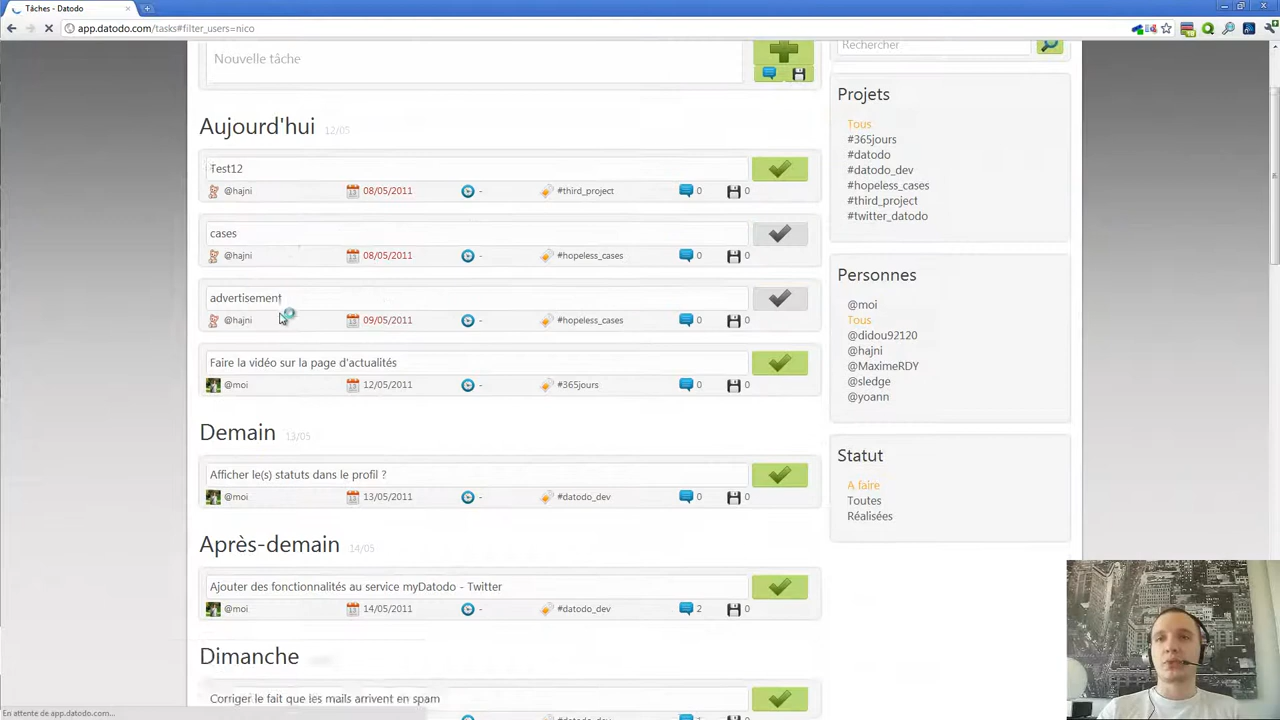 Tâches - Datodo
app.datodo.com/tasks#filter_users=nico
Nouvelle tâche
Rechercher
Aujourd'hui 12/05
Test12
@hajni 08/05/2011 - #third_project 0 0
cases
@hajni 08/05/2011 - #hopeless_cases 0 0
advertisement
@hajni 09/05/2011 - #hopeless_cases 0 0
Faire la vidéo sur la page d'actualités
@moi 12/05/2011 - #365jours 0 0
Demain 13/05
Afficher le(s) statuts dans le profil ?
@moi 13/05/2011 - #datodo_dev 0 0
Après-demain 14/05
Ajouter des fonctionnalités au service myDatodo - Twitter
@moi 14/05/2011 - #datodo_dev 2 0
Dimanche
Corriger le fait que les mails arrivent en spam
Projets
Tous
#365jours
#datodo
#datodo_dev
#hopeless_cases
#third_project
#twitter_datodo
Personnes
@moi
Tous
@didou92120
@hajni
@MaximeRDY
@sledge
@yoann
Statut
A faire
Toutes
Réalisées
En attente de app.datodo.com...